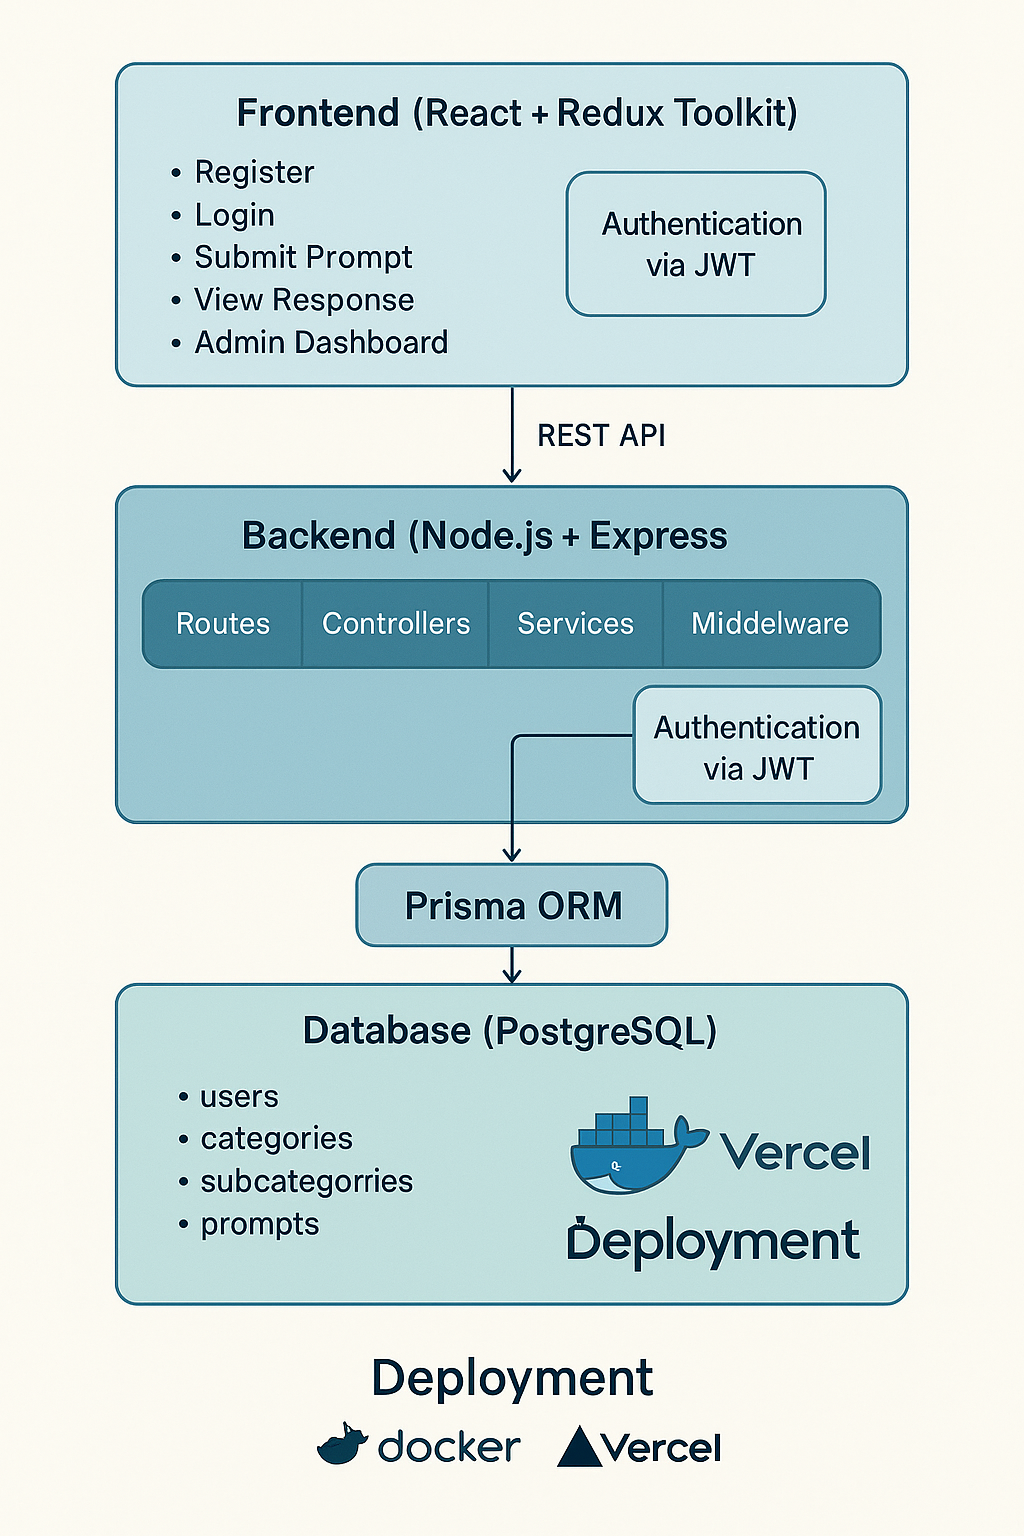 Frontend (React + Redux Toolkit)
• Register
• Login
• Submit Prompt
• View Response
• Admin Dashboard
Authentication
via JWT
REST API
Backend (Node.js + Express
Routes
Controllers
Services
Middelware
Authentication
via JWT
Prisma ORM
Database (PostgreSQL)
• users
• categories
• subcategorries
• prompts
Vercel
Deployment
Deployment
docker
Vercel